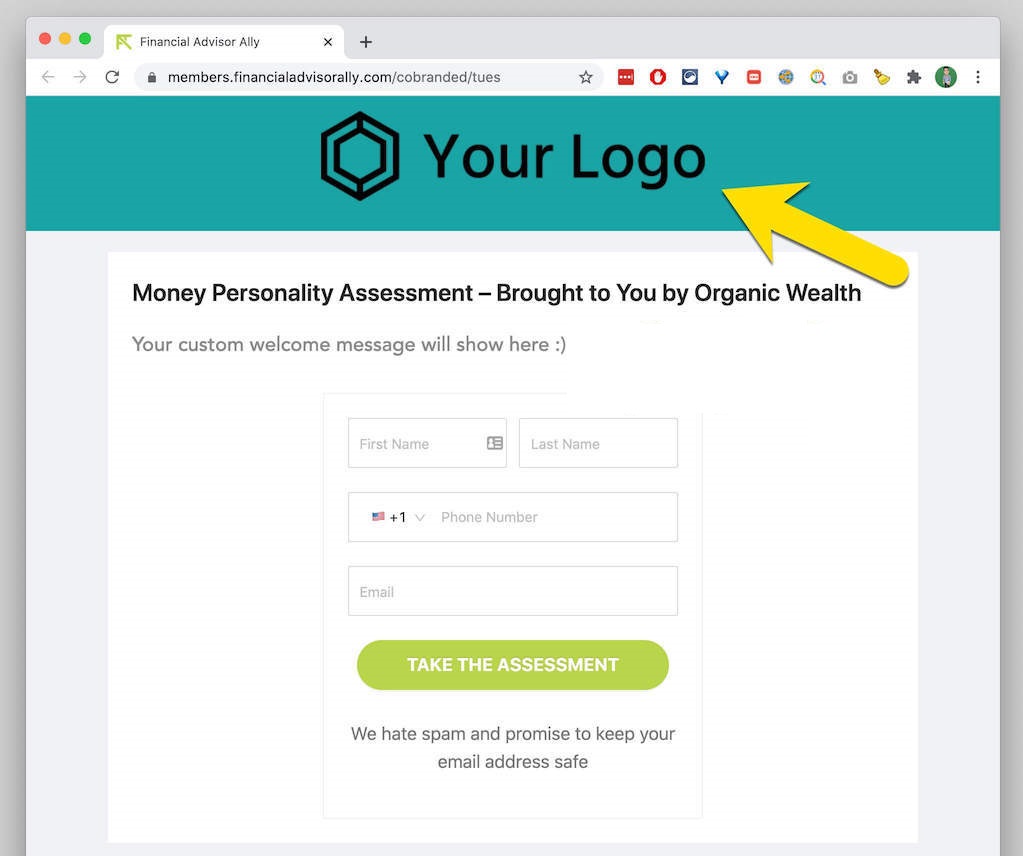 Financial Advisor Ally
members.financialadvisorally.com/cobranded/tues
Your Logo
Money Personality Assessment – Brought to You by Organic Wealth
Your custom welcome message will show here :)
First Name
Last Name
+1
Phone Number
Email
TAKE THE ASSESSMENT
We hate spam and promise to keep your
email address safe